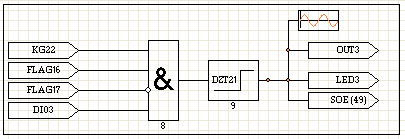 KG22
FLAG16
FLAG17
DI03
&
8
DZT21
9
OUT3
LED3
SOE (49)